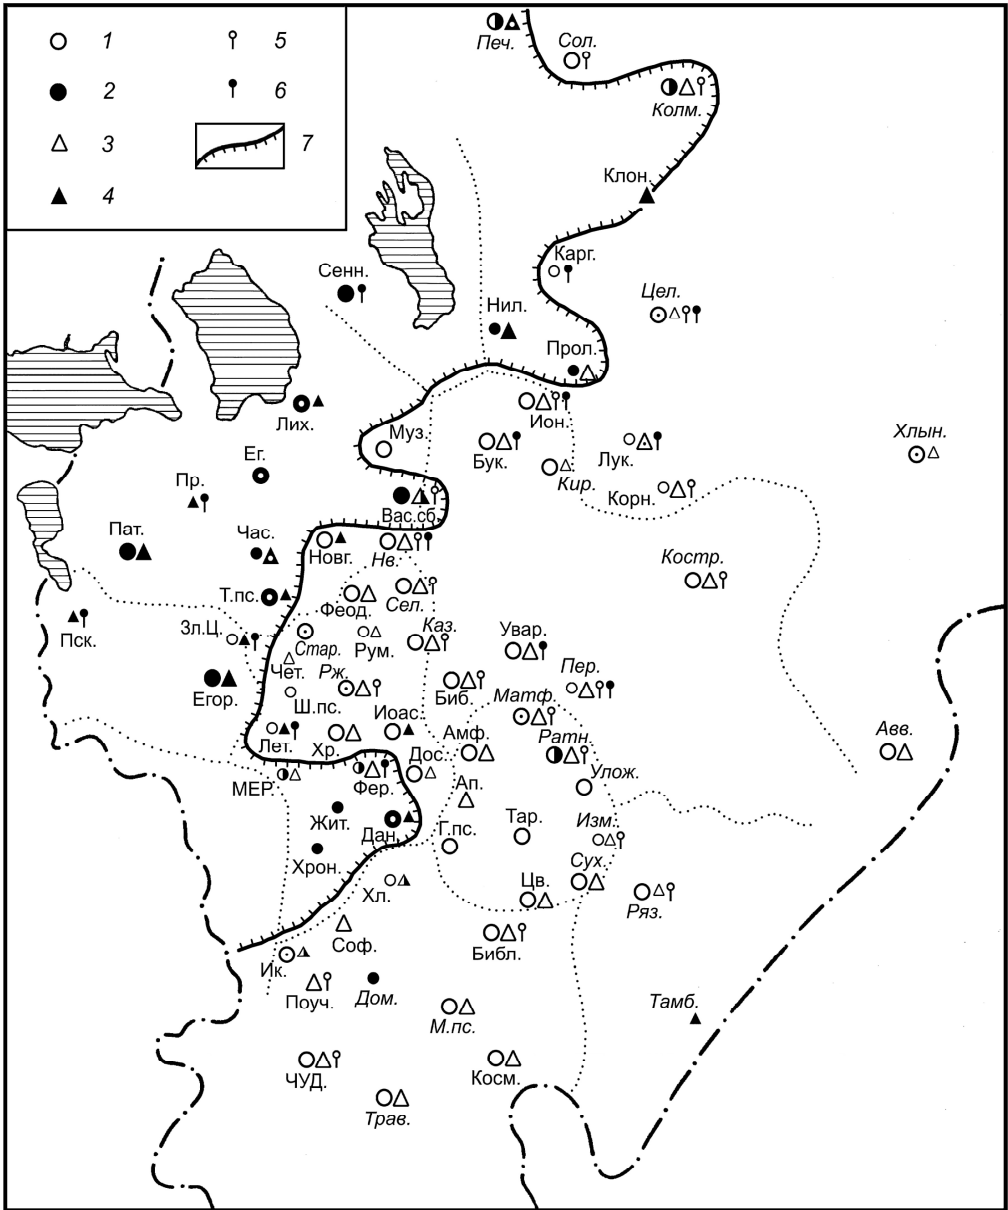 1
2
3
4
5
6
7
Печ.
Сол.
Колм.
Клон.
Карг.
Сенн.
Нил.
Цел.
Прол.
Лих.
Муз.
Ион.
Бук.
Кир.
Лук.
Корн.
Хлын.
Ег.
Пр.
Вас.сб.
Пат.
Час.
Новг.
Нв.
Костр.
Т.пс.
Феод.
Сел.
Пск.
Зл.Ц.
Стар.
Рум.
Каз.
Увар.
Чет.
Рж.
Пер.
Егор.
Ш.пс.
Биб.
Матф.
Лет.
Хр.
Иоас.
Амф.
Ратн.
Авв.
МЕР.
Фер.
Дос.
Ап.
Улож.
Жит.
Дан.
Г.пс.
Тар.
Изм.
Хрон.
Хл.
Цв.
Сух.
Ряз.
Соф.
Библ.
Ик.
Поуч.
Дом.
М.пс.
Тамб.
ЧУД.
Косм.
Трав.